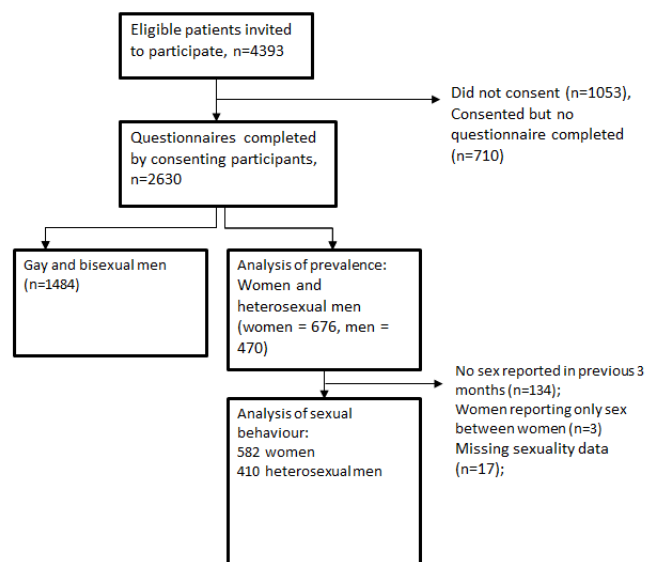 Eligible patients invited
to participate, n=4393
Did not consent (n=1053),
Consented but no
questionnaire completed
(n=710)
Questionnaires completed
by consenting participants,
n=2630
Gay and bisexual men
(n=1484)
Analysis of prevalence:
Women and
heterosexual men
(women = 676, men =
470)
No sex reported in previous 3
months (n=134);
Women reporting only sex
between women (n=3)
Missing sexuality data
(n=17);
Analysis of sexual
behaviour:
582 women
410 heterosexual men